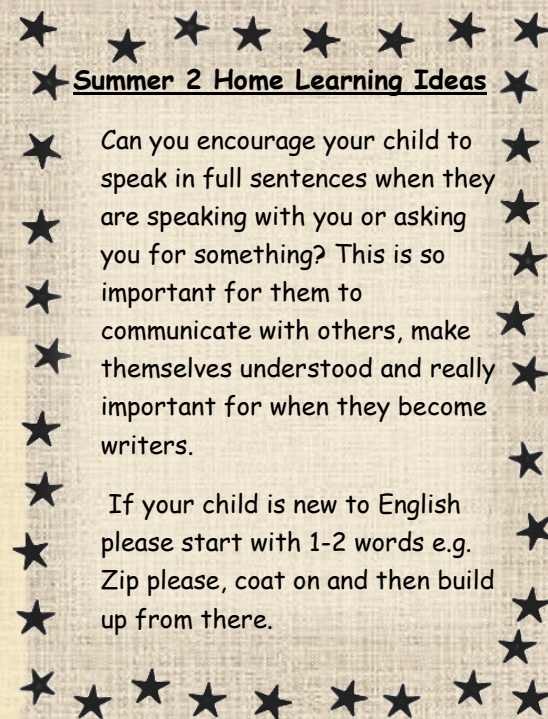 Summer 2 Home Learning Ideas
Can you encourage your child to
speak in full sentences when they
are speaking with you or asking
you for something? This is so
important for them to
communicate with others, make
themselves understood and really
important for when they become
writers.
If your child is new to English
please start with 1-2 words e.g.
Zip please, coat on and then build
up from there.